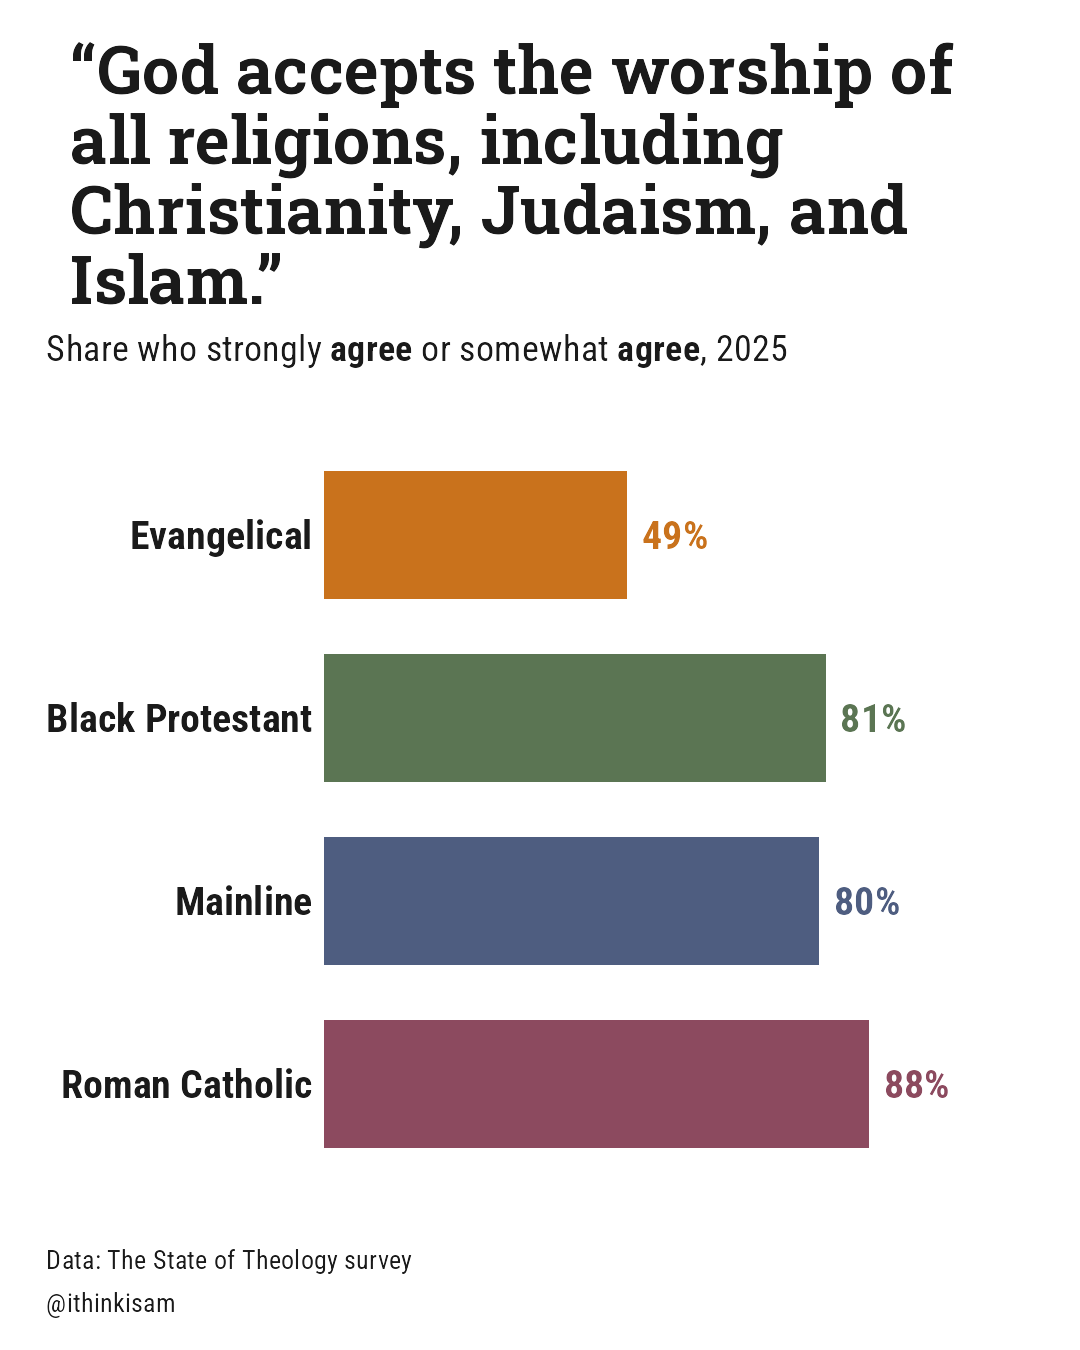 “God accepts the worship of
all religions, including
Christianity, Judaism, and
Islam.”
Share who strongly agree or somewhat agree, 2025
Evangelical 49%
Black Protestant 81%
Mainline 80%
Roman Catholic 88%
Data: The State of Theology survey
@ithinkisam